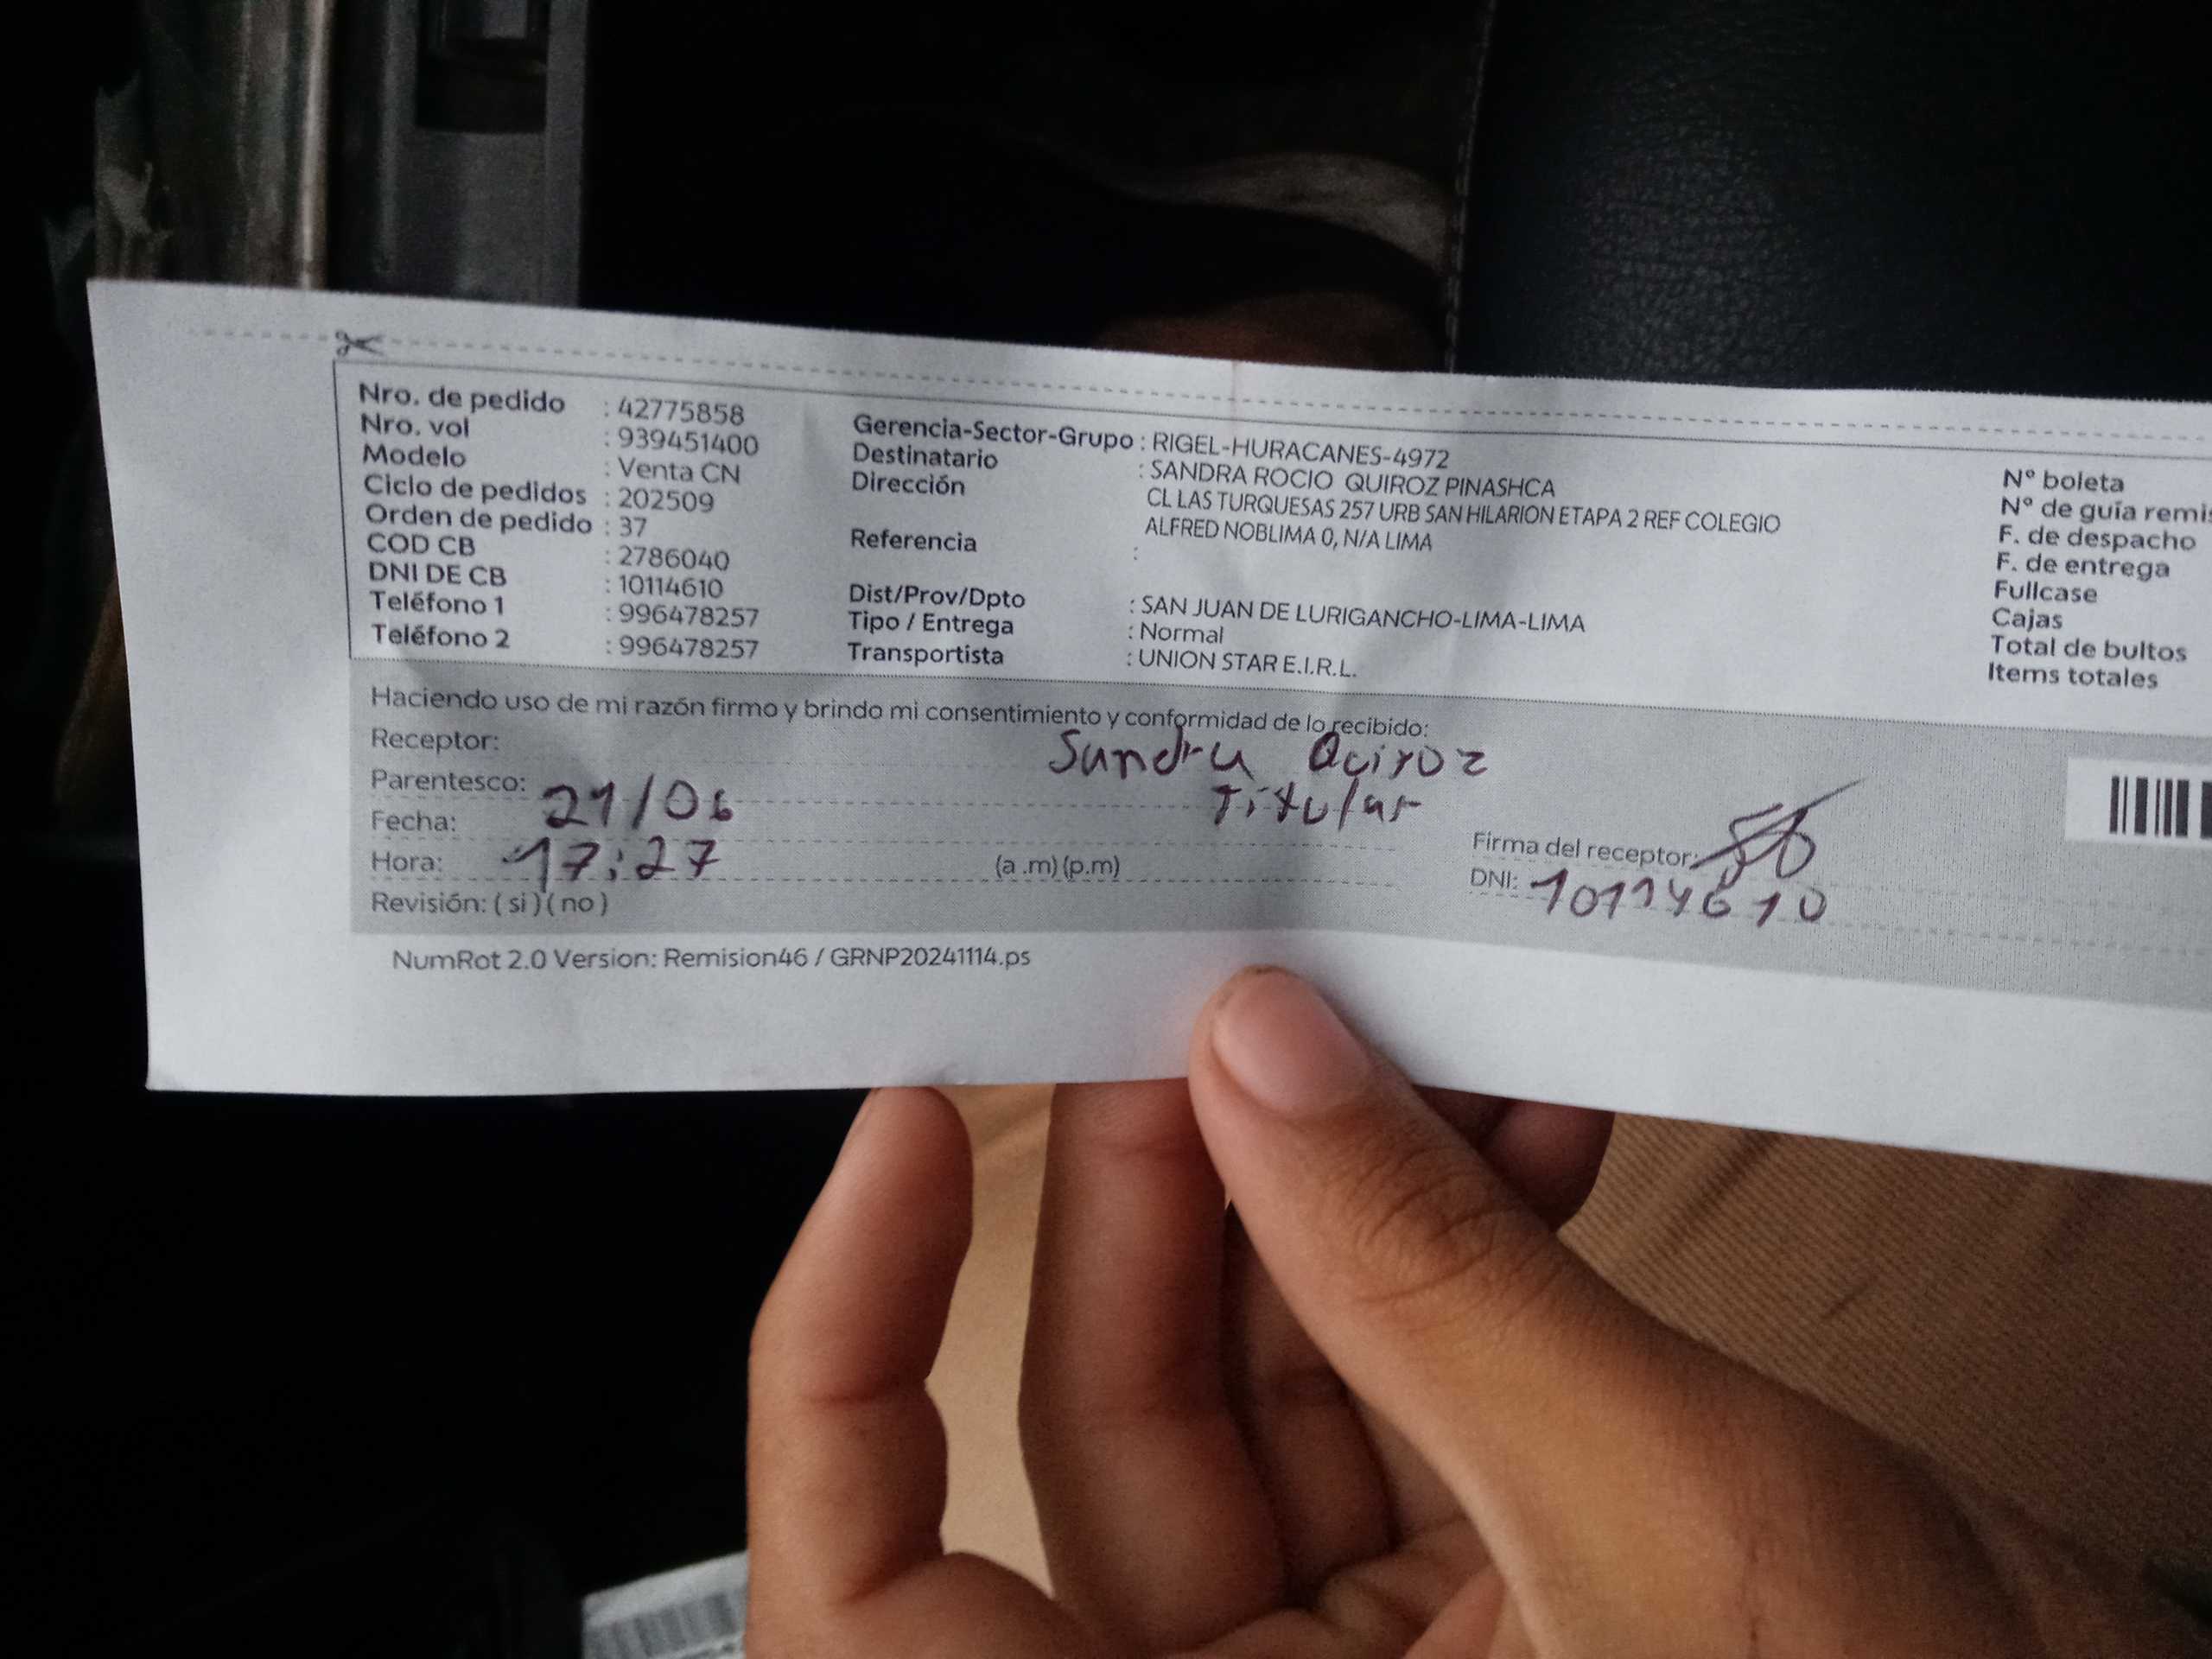 Nro. de pedido : 42775858
Nro. vol : 939451400
Modelo : Venta CN
Ciclo de pedidos : 202509
Orden de pedido : 37
COD CB : 2786040
DNI DE CB : 10114610
Teléfono 1 : 996478257
Teléfono 2 : 996478257
Gerencia-Sector-Grupo : RIGEL-HURACANES-4972
Destinatario : SANDRA ROCIO QUIROZ PINASHCA
Dirección CL LAS TURQUESAS 257 URB SAN HILARION ETAPA 2 REF COLEGIO
ALFRED NOBLIMA 0, N/A LIMA
Referencia :
Dist/Prov/Dpto : SAN JUAN DE LURIGANCHO-LIMA-LIMA
Tipo / Entrega : Normal
Transportista : UNION STAR E.I.R.L.
N° boleta
N° de guía remis
F. de despacho
F. de entrega
Fullcase
Cajas
Total de bultos
Items totales
Haciendo uso de mi razón firmo y brindo mi consentimiento y conformidad de lo recibido:
Receptor: Sandra Quiroz
Parentesco: Titular
Fecha: 21/06
Hora: 17:27 (a .m) (p.m)
Revisión: ( si ) ( no )
Firma del receptor:
DNI: 10114610
NumRot 2.0 Version: Remision46 / GRNP20241114.ps